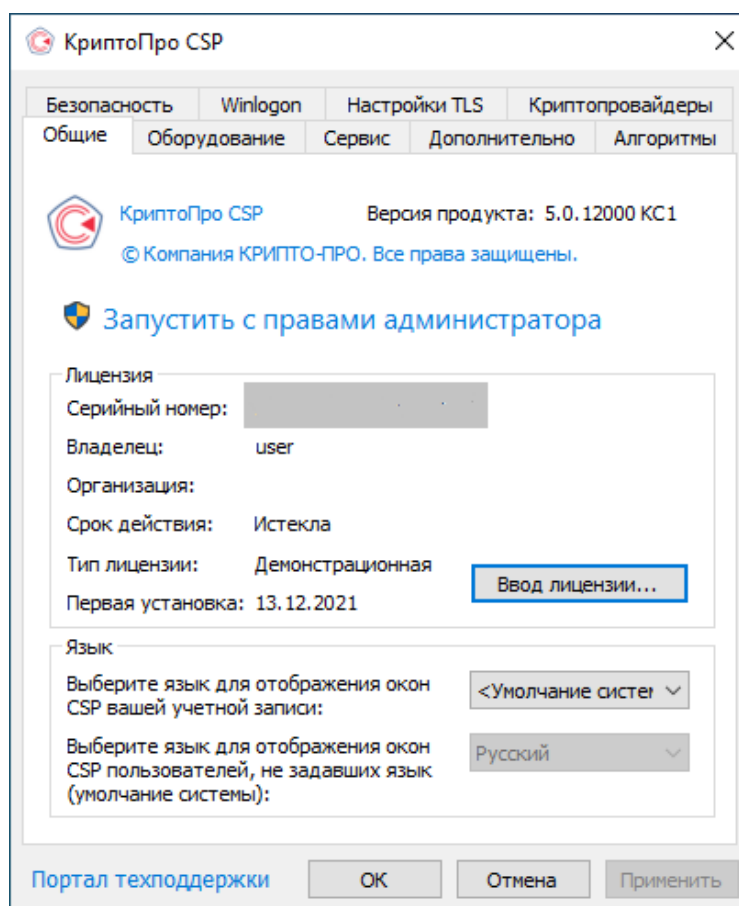 КриптоПро CSP
Безопасность Winlogon Настройки TLS Криптопровайдеры
Общие Оборудование Сервис Дополнительно Алгоритмы
КриптоПро CSP Версия продукта: 5.0.12000 КС1
© Компания КРИПТО-ПРО. Все права защищены.
Запустить с правами администратора
Лицензия
Серийный номер:
Владелец: user
Организация:
Срок действия: Истекла
Тип лицензии: Демонстрационная
Ввод лицензии...
Первая установка: 13.12.2021
Язык
Выберите язык для отображения окон
CSP вашей учетной записи:
<Умолчание систем
Выберите язык для отображения окон
CSP пользователей, не задавших язык
(умолчание системы):
Русский
Портал техподдержки ОК Отмена Применить